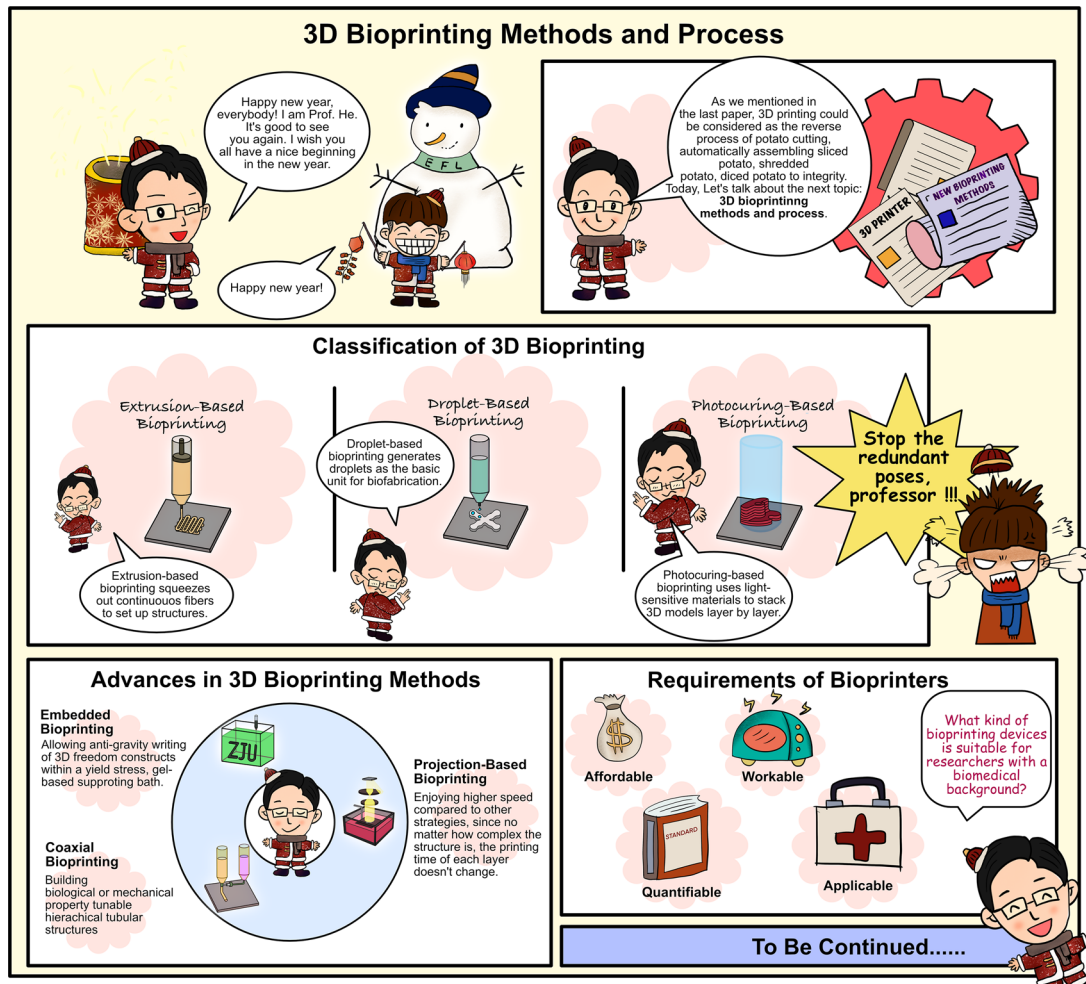 3D Bioprinting Methods and Process
Happy new year,
everybody! I am Prof. He.
It's good to see
you again. I wish you
all have a nice beginning
in the new year.
EFL
Happy new year!
As we mentioned in
the last paper, 3D printing could
be considered as the reverse
process of potato cutting,
automatically assembling sliced
potato, shredded
potato, diced potato to integrity.
Today, Let's talk about the next topic:
3D bioprintinng
methods and process.
3D PRINTER
NEW BIOPRINTING
METHODS
Classification of 3D Bioprinting
Extrusion-Based
Bioprinting
Extrusion-based
bioprinting squeezes
out continuouus fibers
to set up structures.
Droplet-Based
Bioprinting
Droplet-based
bioprinting generates
droplets as the basic
unit for biofabrication.
Photocuring-Based
Bioprinting
Photocuring-based
bioprinting uses light-
sensitive materials to stack
3D models layer by layer.
Stop the
redundant
poses,
professor !!!
Advances in 3D Bioprinting Methods
Embedded
Bioprinting
Allowing anti-gravity writing
of 3D freedom constructs
within a yield stress, gel-
based supproting bath.
ZJU
Projection-Based
Bioprinting
Enjoying higher speed
compared to other
strategies, since no
matter how complex the
structure is, the printing
time of each layer
doesn't change.
Coaxial
Bioprinting
Building
biological or mechanical
property tunable
hierachical tubular
structures
Requirements of Bioprinters
$
Affordable
Workable
STANDARD
Quantifiable
Applicable
What kind of
bioprinting devices
is suitable for
researchers with a
biomedical
background?
To Be Continued......